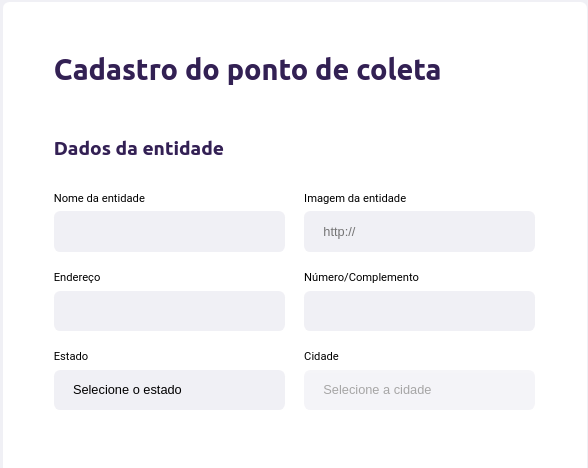 Cadastro do ponto de coleta
Dados da entidade
Nome da entidade
Imagem da entidade
http://
Endereço
Número/Complemento
Estado
Cidade
Selecione o estado
Selecione a cidade